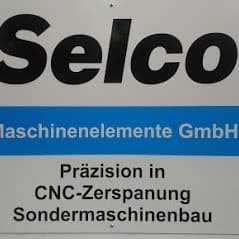 Selco
Maschinenelemente GmbH
Präzision in
CNC-Zerspanung
Sondermaschinenbau